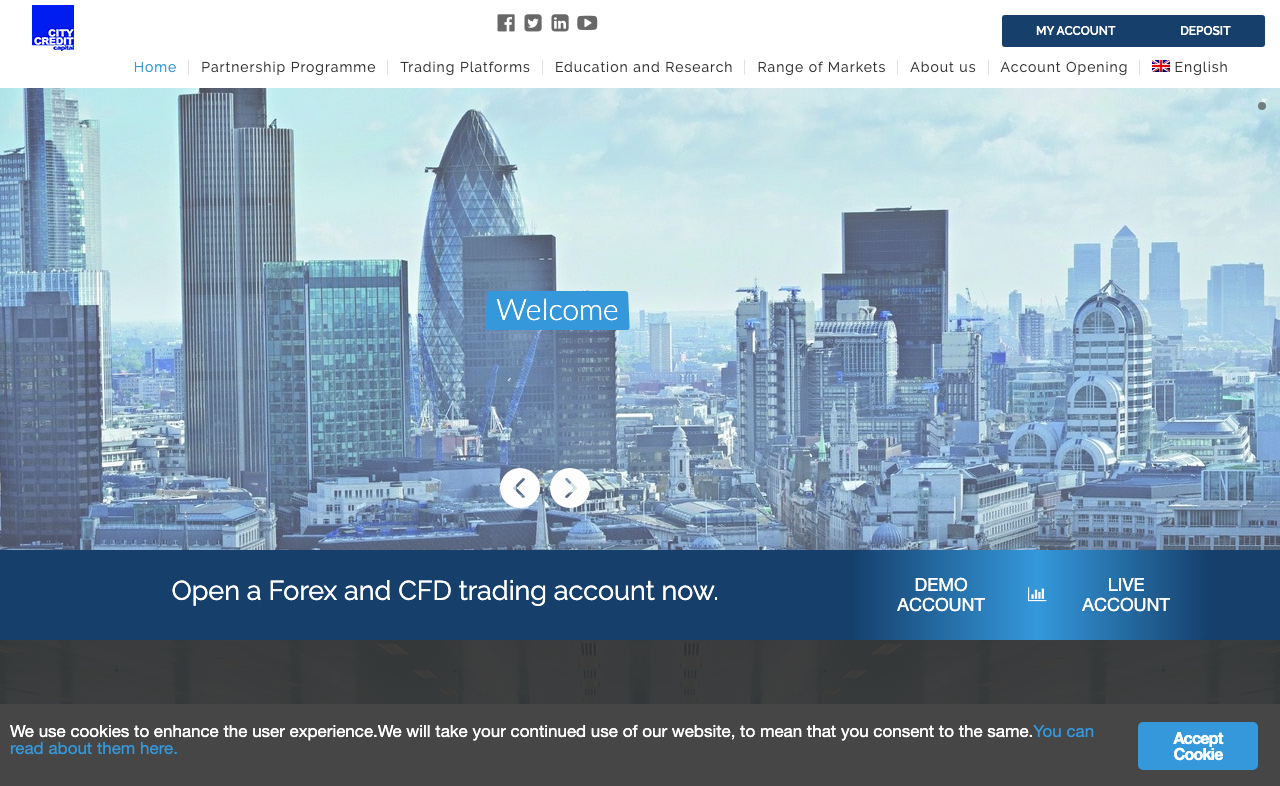 CITY
CREDIT
capital
MY ACCOUNT
DEPOSIT
Home
Partnership Programme
Trading Platforms
Education and Research
Range of Markets
About us
Account Opening
English
Welcome
Open a Forex and CFD trading account now.
DEMO
ACCOUNT
LIVE
ACCOUNT
We use cookies to enhance the user experience.We will take your continued use of our website, to mean that you consent to the same.You can
read about them here.
Accept
Cookie